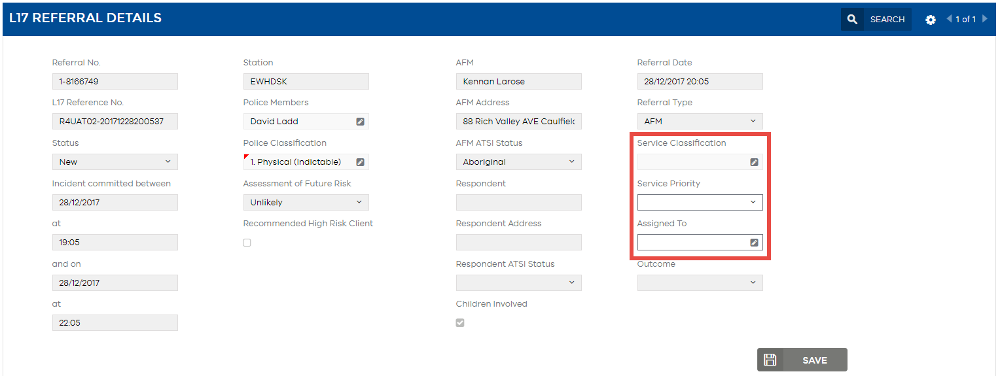 L17 REFERRAL DETAILS
SEARCH
1 of 1
Referral No.
1-8166749
L17 Reference No.
R4UAT02-20171228200537
Status
New
Incident committed between
28/12/2017
at
19:05
and on
28/12/2017
at
22:05
Station
EWHDSK
Police Members
David Ladd
Police Classification
1. Physical (Indictable)
Assessment of Future Risk
Unlikely
Recommended High Risk Client
AFM
Kennan Larose
AFM Address
88 Rich Valley AVE Caulfiel
AFM ATSI Status
Aboriginal
Respondent
Respondent Address
Respondent ATSI Status
Children Involved
Referral Date
28/12/2017 20:05
Referral Type
AFM
Service Classification
Service Priority
Assigned To
Outcome
SAVE